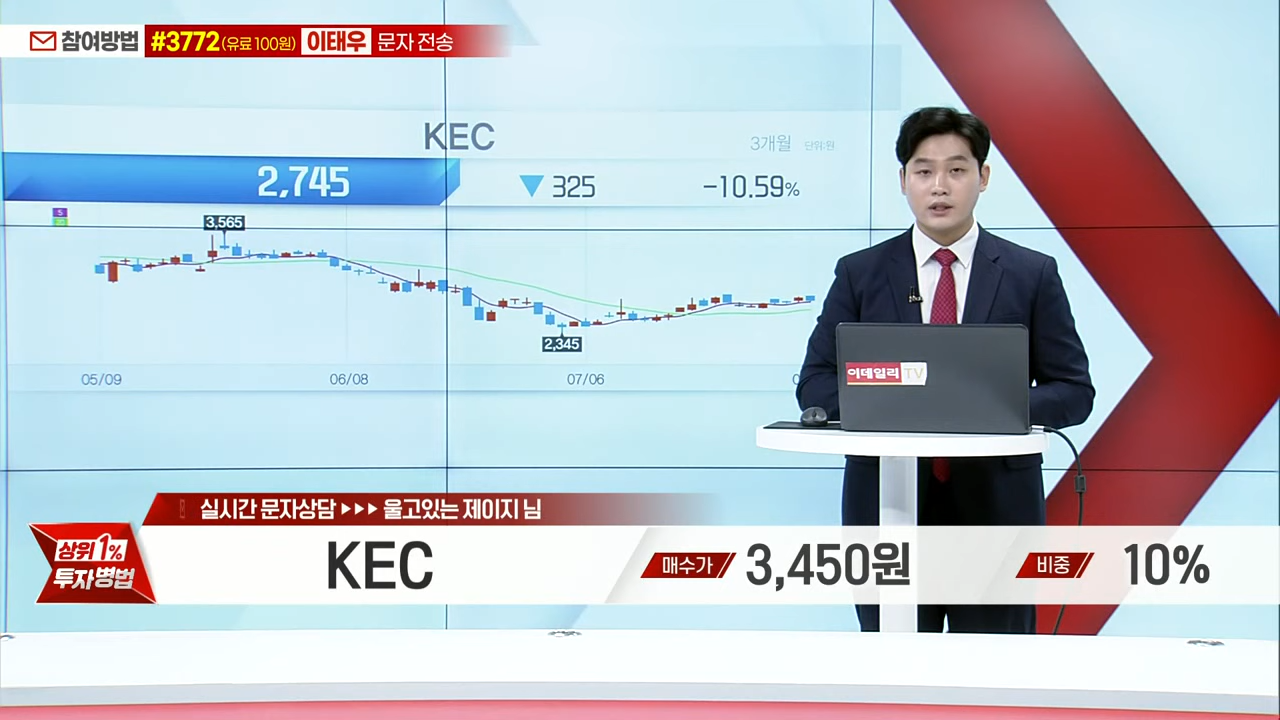 참여방법 #3772(유료 100원) 이태우 문자 전송
KEC
3개월 단위:원
2,745 ▼ 325 -10.59%
5
3,565
2,345
05/09 06/08 07/06
이데일리 TV
실시간 문자상담 ▶▶▶ 울고있는 제이지 님
상위 1% 투자병법
KEC 매수가 3,450원 비중 10%